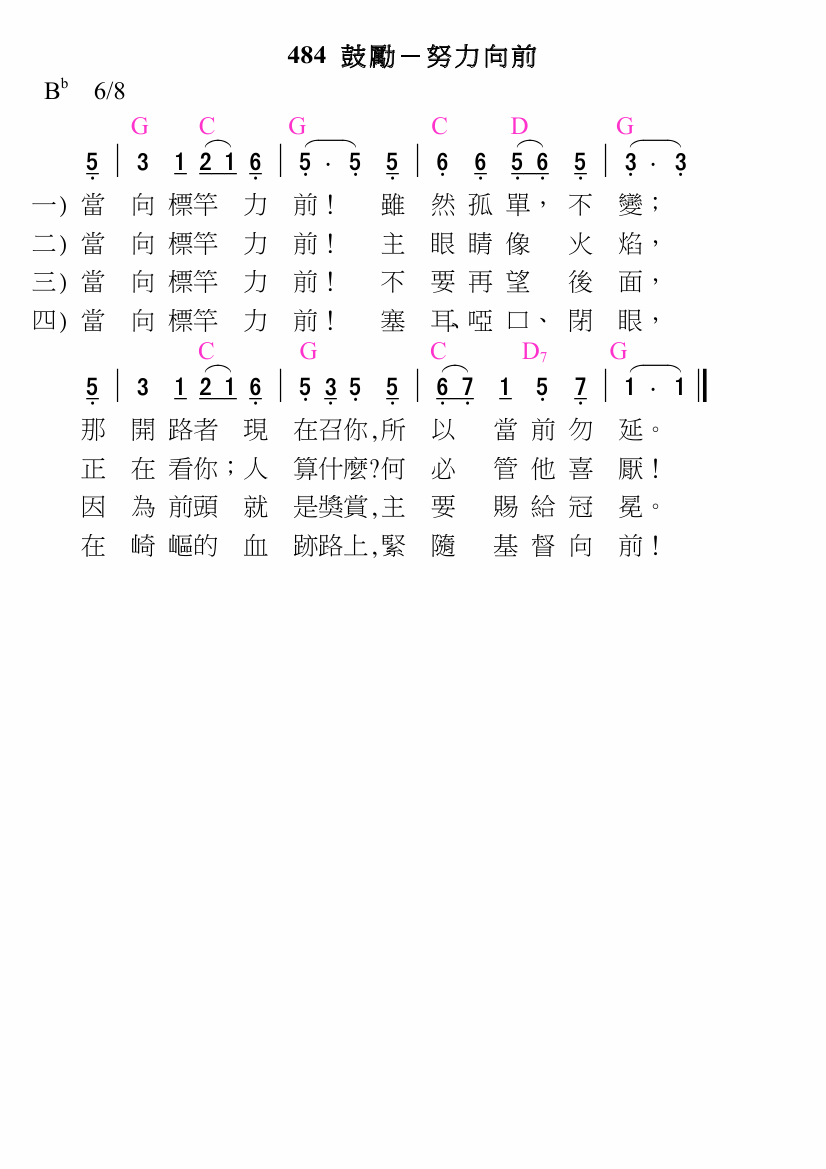 484 鼓勵－努力向前
Bb 6/8
G C G C D G
5 | 3 1 2 1 6 | 5 · 5 5 | 6 6 5 6 5 | 3 · 3
一) 當 向 標竿 力 前！ 雖 然 孤 單， 不 變；
二) 當 向 標竿 力 前！ 主 眼 睛 像 火 焰，
三) 當 向 標竿 力 前！ 不 要 再 望 後 面，
四) 當 向 標竿 力 前！ 塞 耳、啞 口、 閉 眼，
C G C D7 G
5 | 3 1 2 1 6 | 5 3 5 5 | 6 7 1 5 7 | 1 · 1
那 開 路者 現 在召你,所 以 當 前 勿 延。
正 在 看你；人 算什麼?何 必 管 他 喜 厭！
因 為 前頭 就 是獎賞,主 要 賜 給 冠 冕。
在 崎 嶇的 血 跡路上,緊 隨 基 督 向 前！